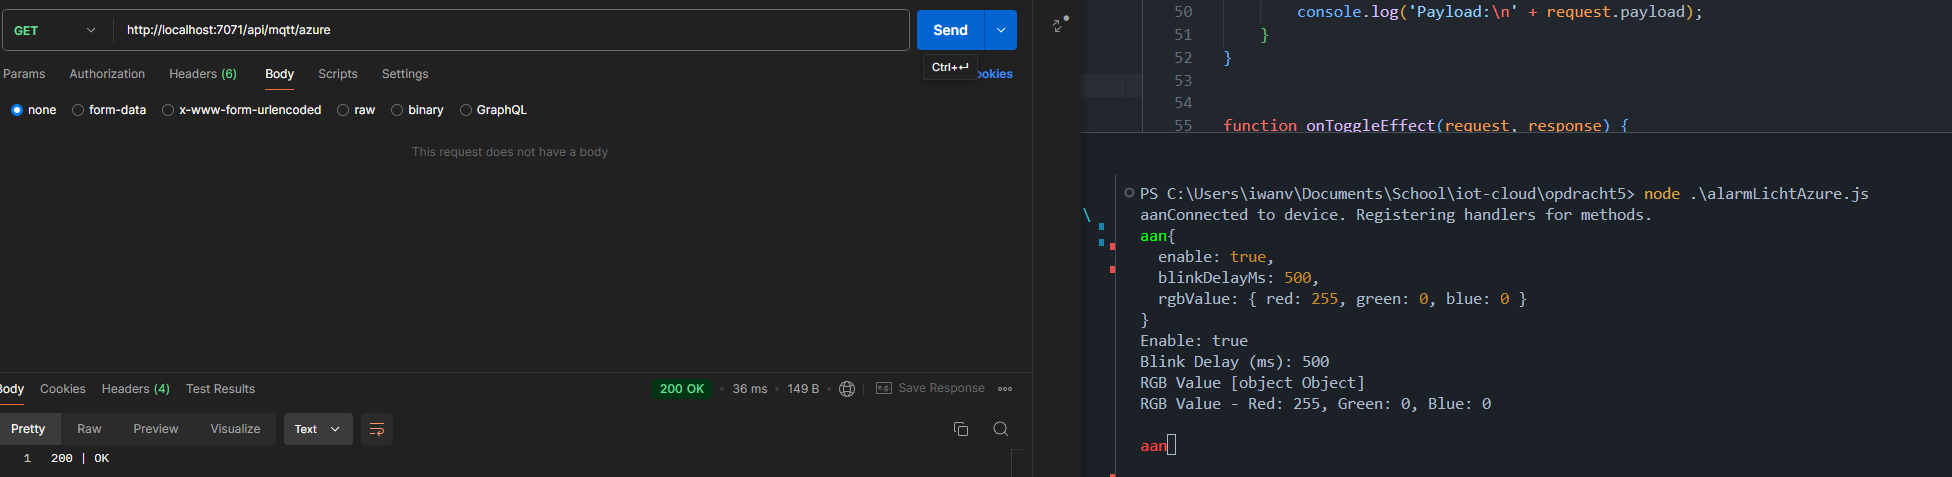 GET http://localhost:7071/api/mqtt/azure Send
Ctrl+↵
Params Authorization Headers (6) Body Scripts Settings ookies
none form-data x-www-form-urlencoded raw binary GraphQL
This request does not have a body
Body Cookies Headers (4) Test Results 200 OK • 36 ms • 149 B • e.g. Save Response
Pretty Raw Preview Visualize Text
1 200 | OK
50 console.log('Payload:\n' + request.payload);
51 }
52 }
53
54
55 function onToggleEffect(request, response) {
PS C:\Users\iwanv\Documents\School\iot-cloud\opdracht5> node .\alarmLichtAzure.js
\ aanConnected to device. Registering handlers for methods.
aan{
enable: true,
blinkDelayMs: 500,
rgbValue: { red: 255, green: 0, blue: 0 }
}
Enable: true
Blink Delay (ms): 500
RGB Value [object Object]
RGB Value - Red: 255, Green: 0, Blue: 0
aan